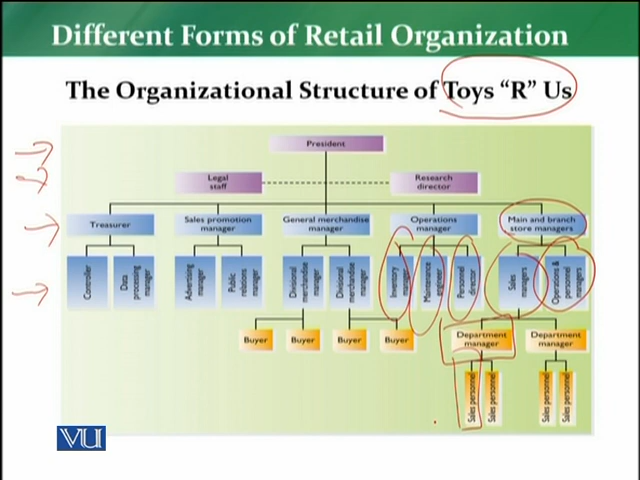 Different Forms of Retail Organization
The Organizational Structure of Toys "R" Us
President
Legal
staff
Research
director
Treasurer
Sales promotion
manager
General merchandise
manager
Operations
manager
Main and branch
store managers
Controller
Data
processing
manager
Advertising
manager
Public
relations
manager
Divisional
merchandise
manager
Divisional
merchandise
manager
Inventory
manager
Maintenance
engineer
Personnel
director
Sales
managers
Operations &
personnel
managers
Buyer
Buyer
Buyer
Buyer
Department
manager
Department
manager
Sales personnel
Sales personnel
Sales personnel
Sales personnel
VU